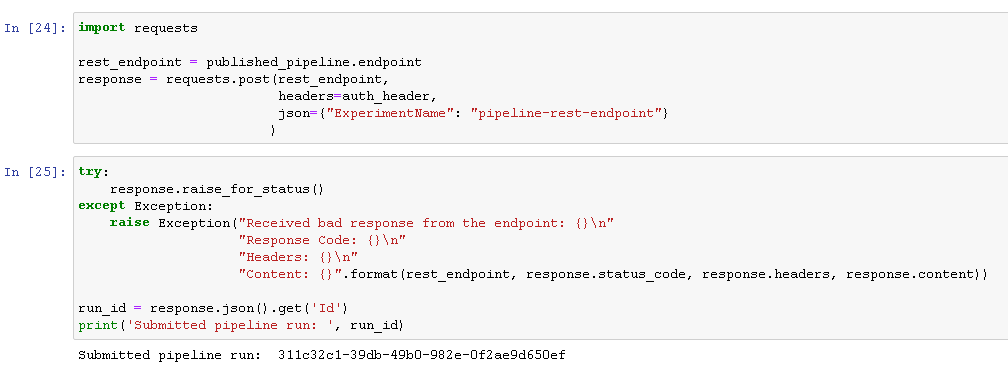 In [24]: import requests

rest_endpoint = published_pipeline.endpoint
response = requests.post(rest_endpoint,
                         headers=auth_header,
                         json={"ExperimentName": "pipeline-rest-endpoint"}
                        )
In [25]: try:
    response.raise_for_status()
except Exception:
    raise Exception("Received bad response from the endpoint: {}\n"
                    "Response Code: {}\n"
                    "Headers: {}\n"
                    "Content: {}".format(rest_endpoint, response.status_code, response.headers, response.content))

run_id = response.json().get('Id')
print('Submitted pipeline run: ', run_id)
Submitted pipeline run:  311c32c1-39db-49b0-982e-0f2ae9d650ef